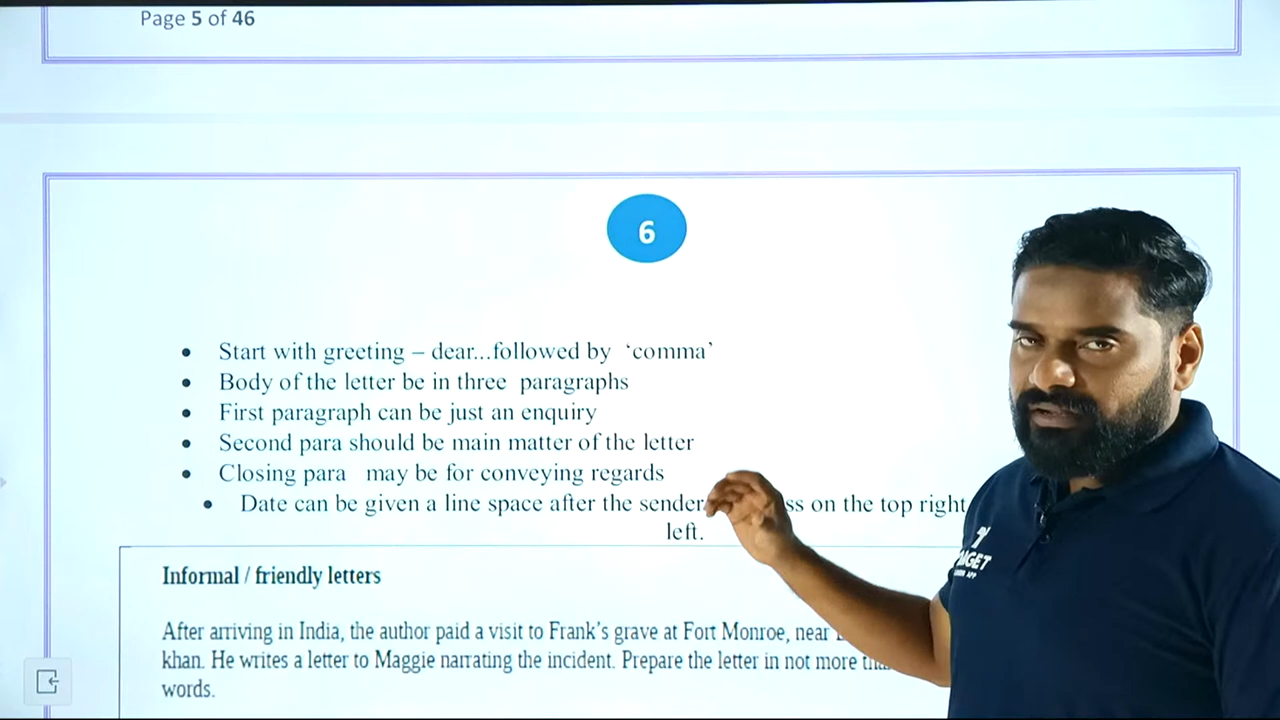 Page 5 of 46
6
Start with greeting – dear...followed by ‘comma’
Body of the letter be in three paragraphs
First paragraph can be just an enquiry
Second para should be main matter of the letter
Closing para may be for conveying regards
Date can be given a line space after the sender on the top right
left.
Informal / friendly letters
After arriving in India, the author paid a visit to Frank’s grave at Fort Monroe, near
khan. He writes a letter to Maggie narrating the incident. Prepare the letter in not more
words.